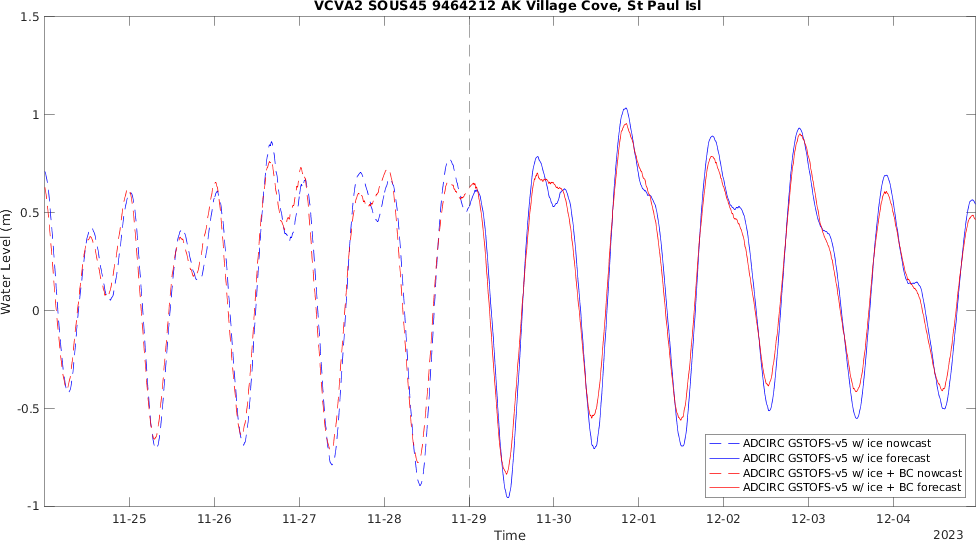 VCVA2 SOUS45 9464212 AK Village Cove, St Paul Isl
1.5
1
0.5
0
-0.5
-1
Water Level (m)
11-25
11-26
11-27
11-28
11-29
11-30
12-01
12-02
12-03
12-04
Time
2023
ADCIRC GSTOFS-v5 w/ ice nowcast
ADCIRC GSTOFS-v5 w/ ice forecast
ADCIRC GSTOFS-v5 w/ ice + BC nowcast
ADCIRC GSTOFS-v5 w/ ice + BC forecast